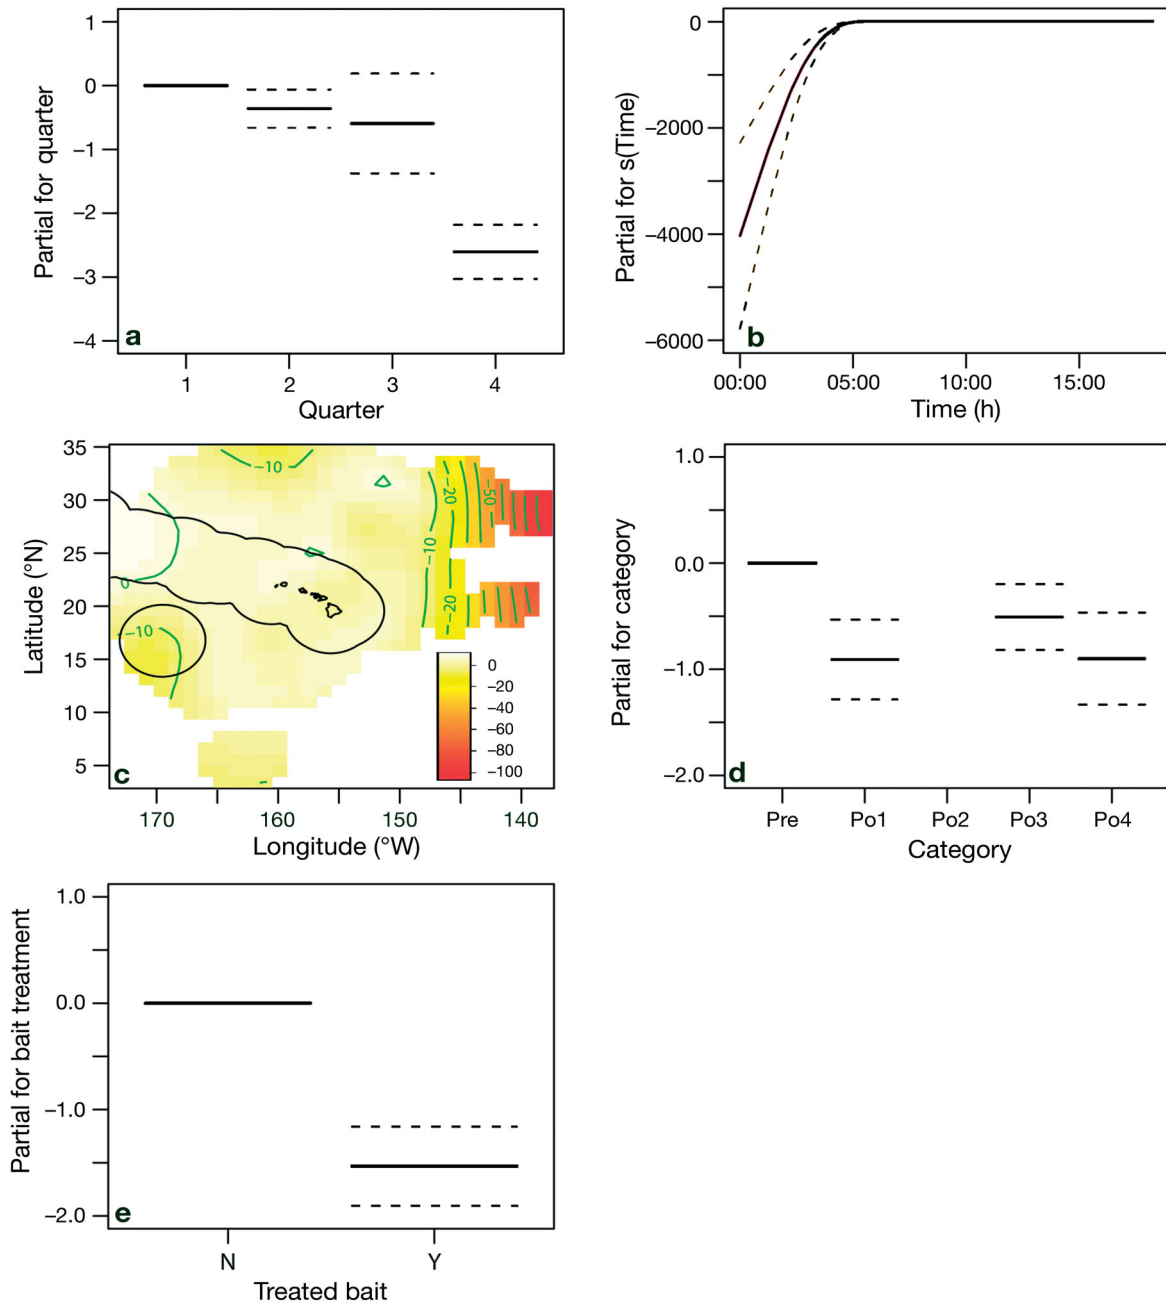 1
0
−1
−2
−3
−4
Partial for quarter
a
1
2
3
4
Quarter
0
−2000
−4000
−6000
Partial for s(Time)
b
00:00
05:00
10:00
15:00
Time (h)
35
30
25
20
15
10
5
Latitude (°N)
−10
−20
−50
−10
0
−20
−10
0
−20
−40
−60
−80
−100
c
170
160
150
140
Longitude (°W)
1.0
0.0
−1.0
−2.0
Partial for category
d
Pre
Po1
Po2
Po3
Po4
Category
1.0
0.0
−1.0
−2.0
Partial for bait treatment
e
N
Y
Treated bait